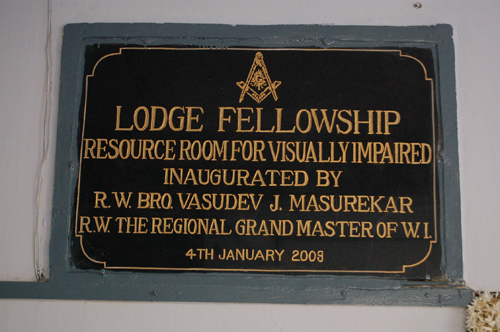 LODGE FELLOWSHIP
RESOURCE ROOM FOR VISUALLY IMPAIRED
INAUGURATED BY
R.W. BRO. VASUDEV J. MASUREKAR
R.W. THE REGIONAL GRAND MASTER OF W.I.
4TH JANUARY 2009